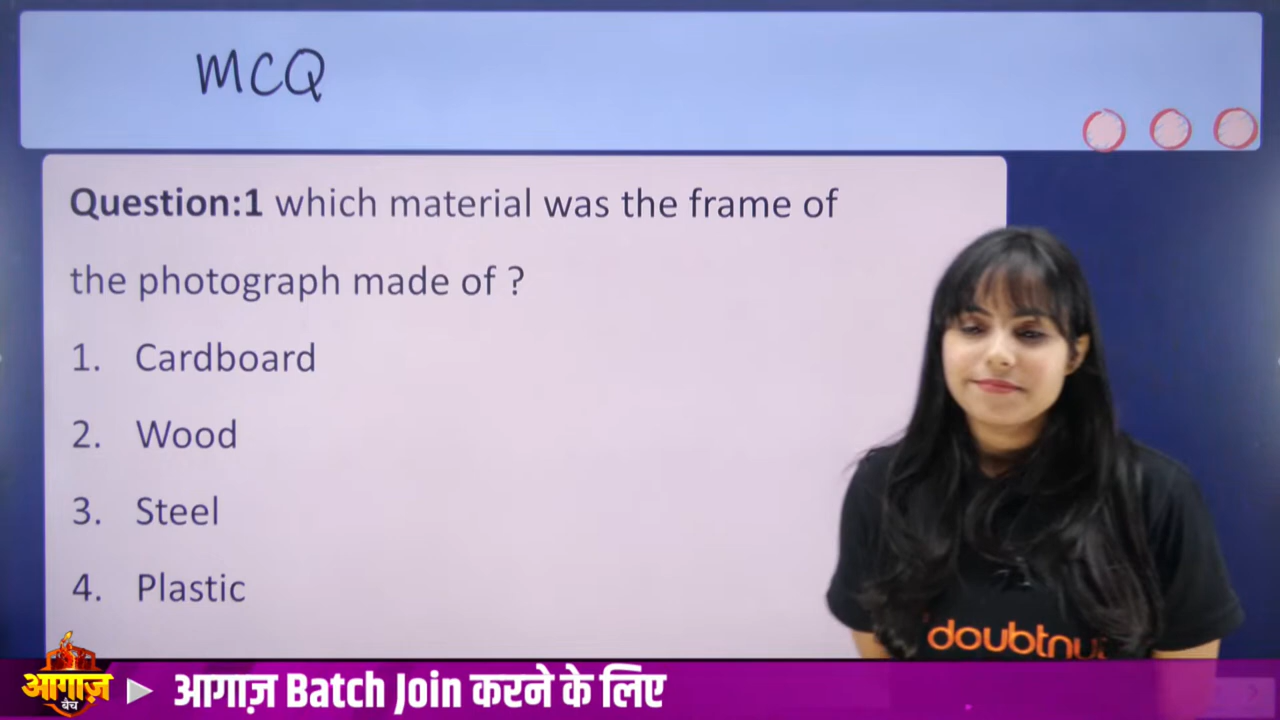 MCQ
Question:1 which material was the frame of
the photograph made of ?
1. Cardboard
2. Wood
3. Steel
4. Plastic
doubtnu
आगाज़
बैच
आगाज़ Batch Join करने के लिए